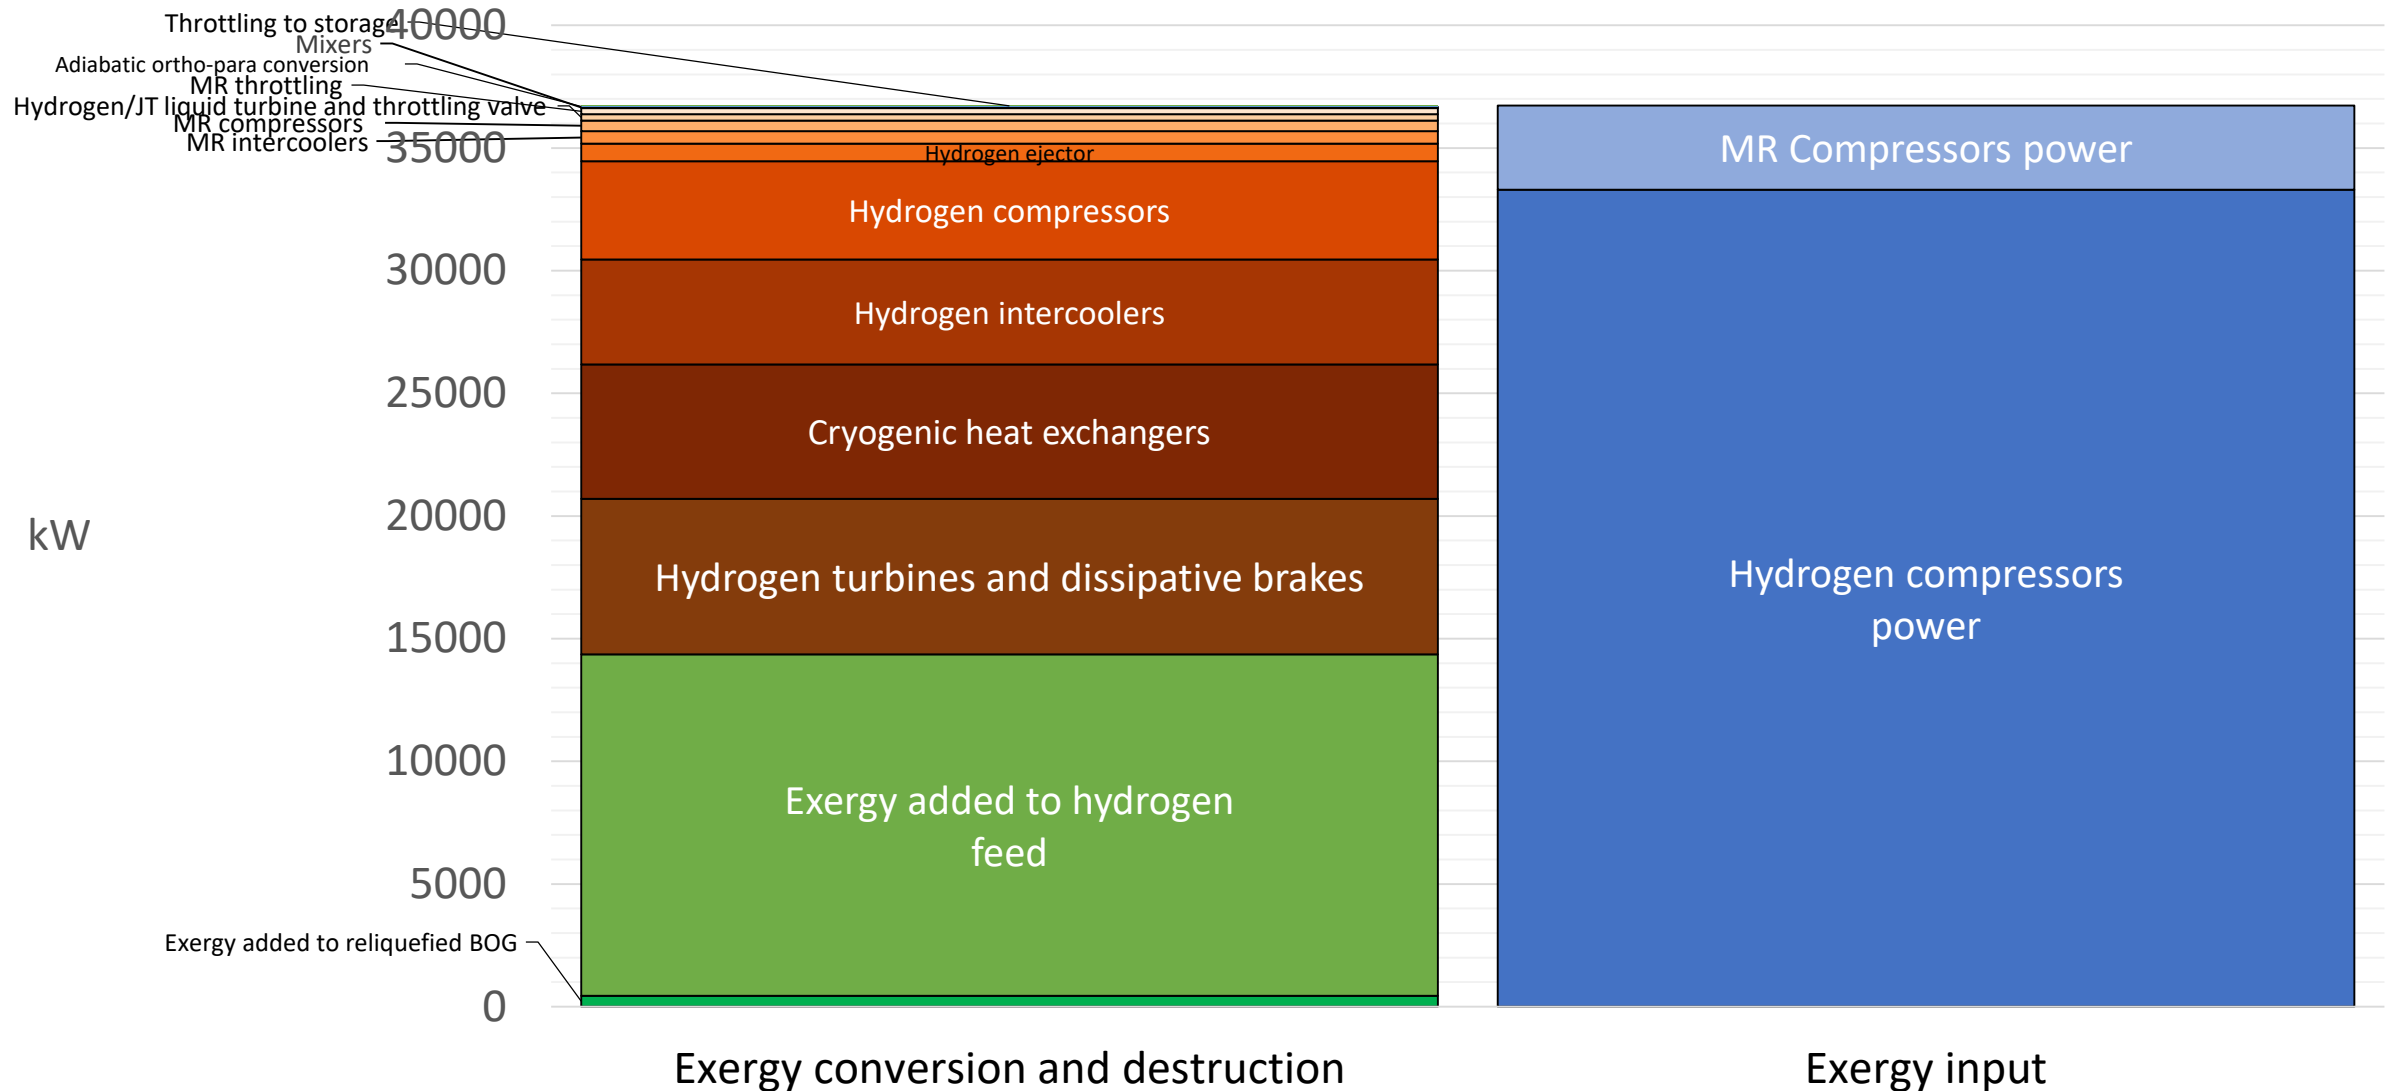 40000
Throttling to storage
Mixers
Adiabatic ortho-para conversion
MR throttling
Hydrogen/JT liquid turbine and throttling valve
MR compressors
MR intercoolers
35000
Hydrogen ejector
MR Compressors power
Hydrogen compressors
30000
Hydrogen intercoolers
25000
Cryogenic heat exchangers
20000
kW
Hydrogen turbines and dissipative brakes
Hydrogen compressors
power
15000
10000
Exergy added to hydrogen
feed
5000
Exergy added to reliquefied BOG
0
Exergy conversion and destruction
Exergy input